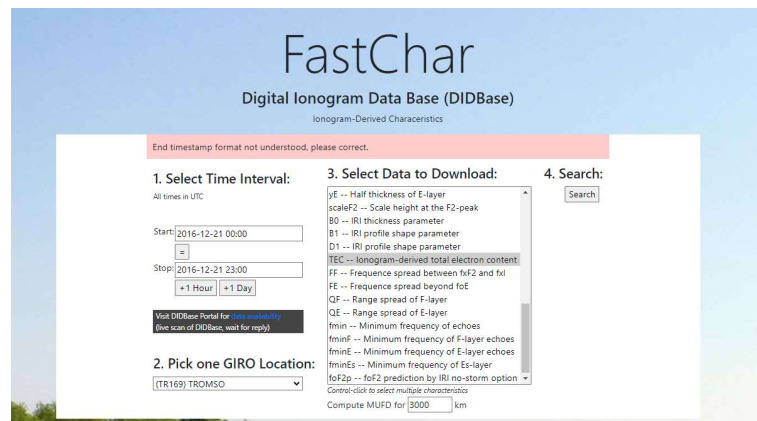 FastChar
Digital Ionogram Data Base (DIDBase)
Ionogram-Derived Characeristics
End timestamp format not understood, please correct.
1. Select Time Interval:
All times in UTC
Start: 2016-12-21 00:00
=
Stop: 2016-12-21 23:00
+1 Hour +1 Day
Visit DIDBase Portal for data availability
(live scan of DIDBase, wait for reply)
2. Pick one GIRO Location:
(TR169) TROMSO
3. Select Data to Download:
yE -- Half thickness of E-layer
scaleF2 -- Scale height at the F2-peak
B0 -- IRI thickness parameter
B1 -- IRI profile shape parameter
D1 -- IRI profile shape parameter
TEC -- Ionogram-derived total electron content
FF -- Frequence spread between fxF2 and fxI
FE -- Frequence spread beyond foE
QF -- Range spread of F-layer
QE -- Range spread of E-layer
fmin -- Minimum frequency of echoes
fminF -- Minimum frequency of F-layer echoes
fminE -- Minimum frequency of E-layer echoes
fminEs -- Minimum frequency of Es-layer
foF2p -- foF2 prediction by IRI no-storm option
Control-click to select multiple characteristics
Compute MUFD for 3000 km
4. Search:
Search